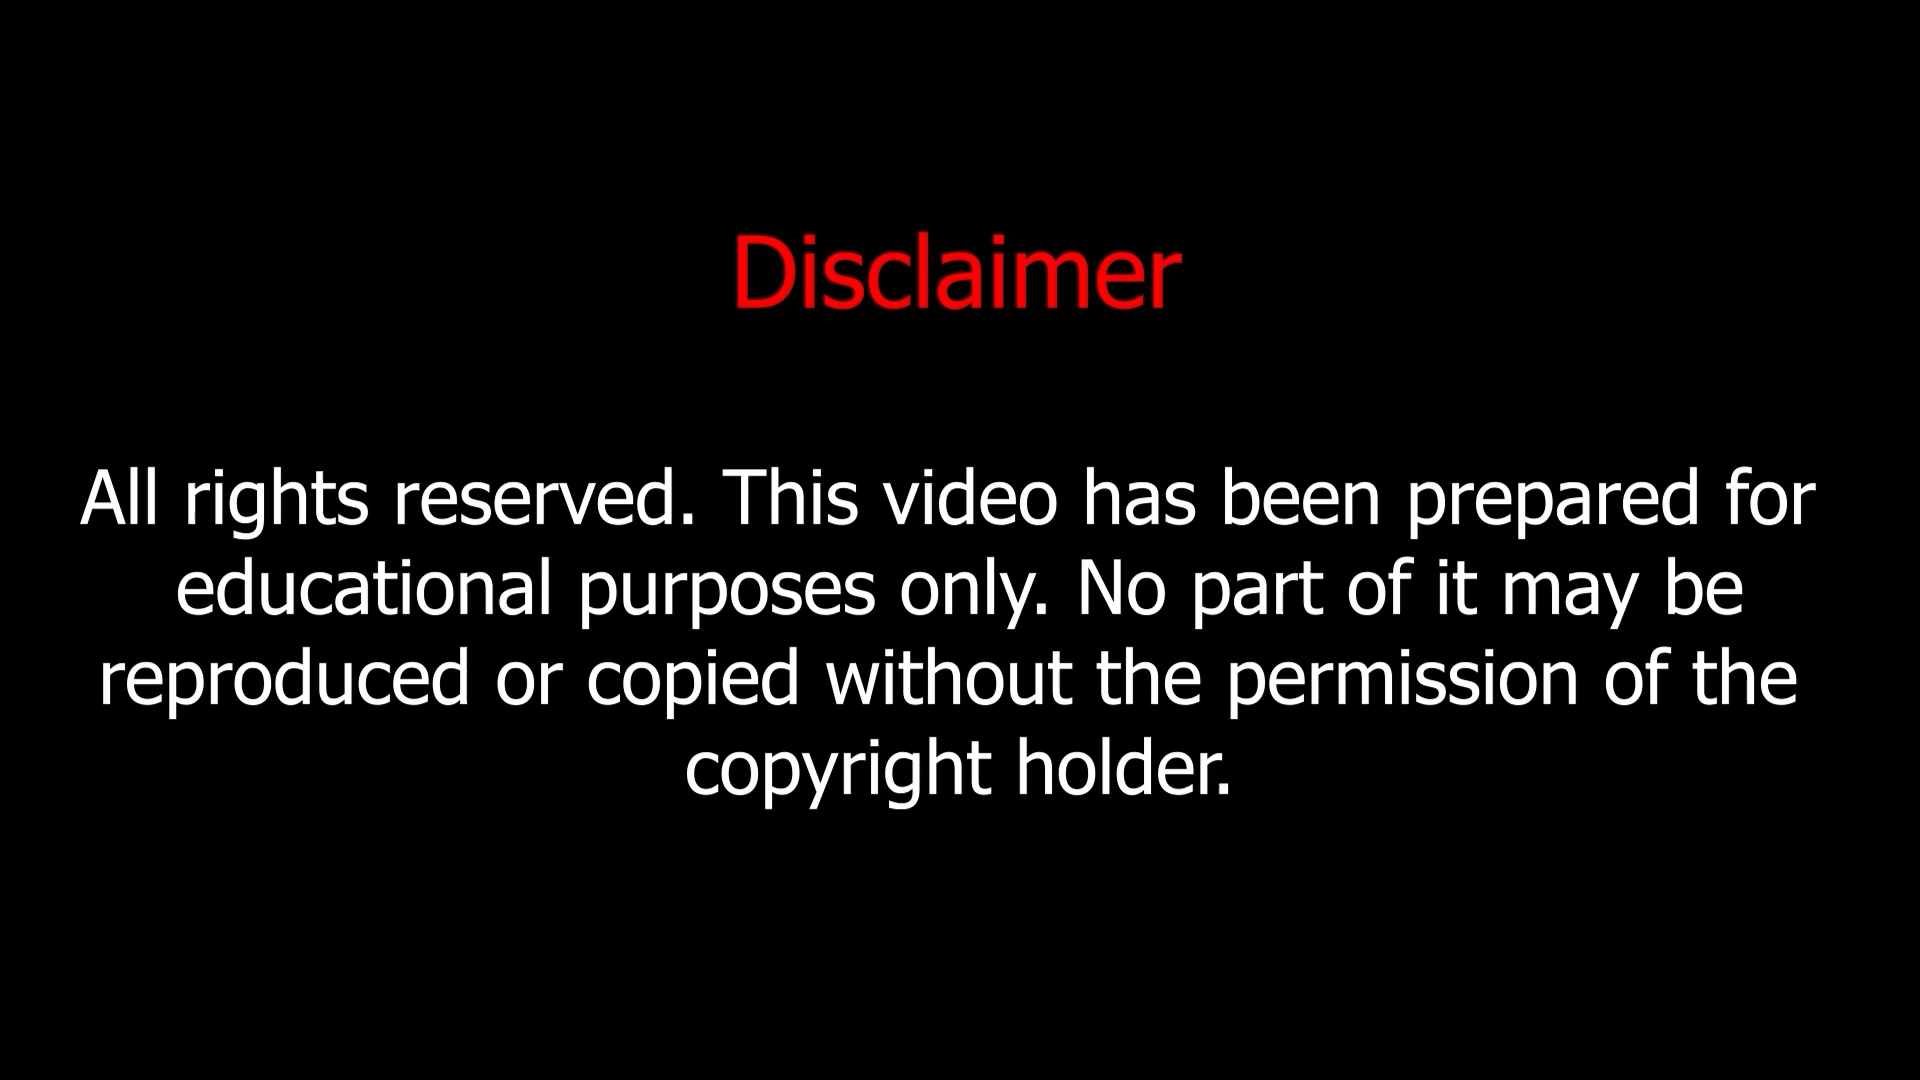 Disclaimer
All rights reserved. This video has been prepared for
educational purposes only. No part of it may be
reproduced or copied without the permission of the
copyright holder.